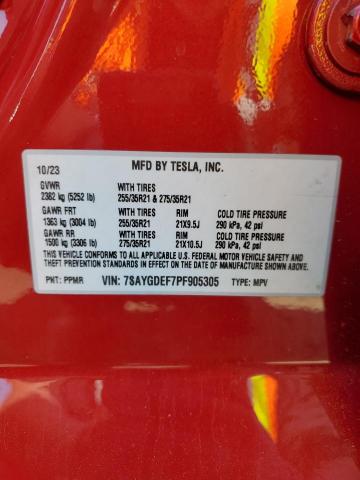 10/23 MFD BY TESLA, INC.
GVWR WITH TIRES
2382 kg (5252 lb) 255/35R21 & 275/35R21
GAWR FRT WITH TIRES RIM COLD TIRE PRESSURE
1363 kg (3004 lb) 255/35R21 21X9.5J 290 kPa, 42 psi
GAWR RR WITH TIRES RIM COLD TIRE PRESSURE
1500 kg (3306 lb) 275/35R21 21X10.5J 290 kPa, 42 psi
THIS VEHICLE CONFORMS TO ALL APPLICABLE U.S. FEDERAL MOTOR VEHICLE SAFETY AND
THEFT PREVENTION STANDARDS IN EFFECT ON THE DATE OF MANUFACTURE SHOWN ABOVE.
PNT: PPMR VIN: 7SAYGDEF7PF905305 TYPE: MPV